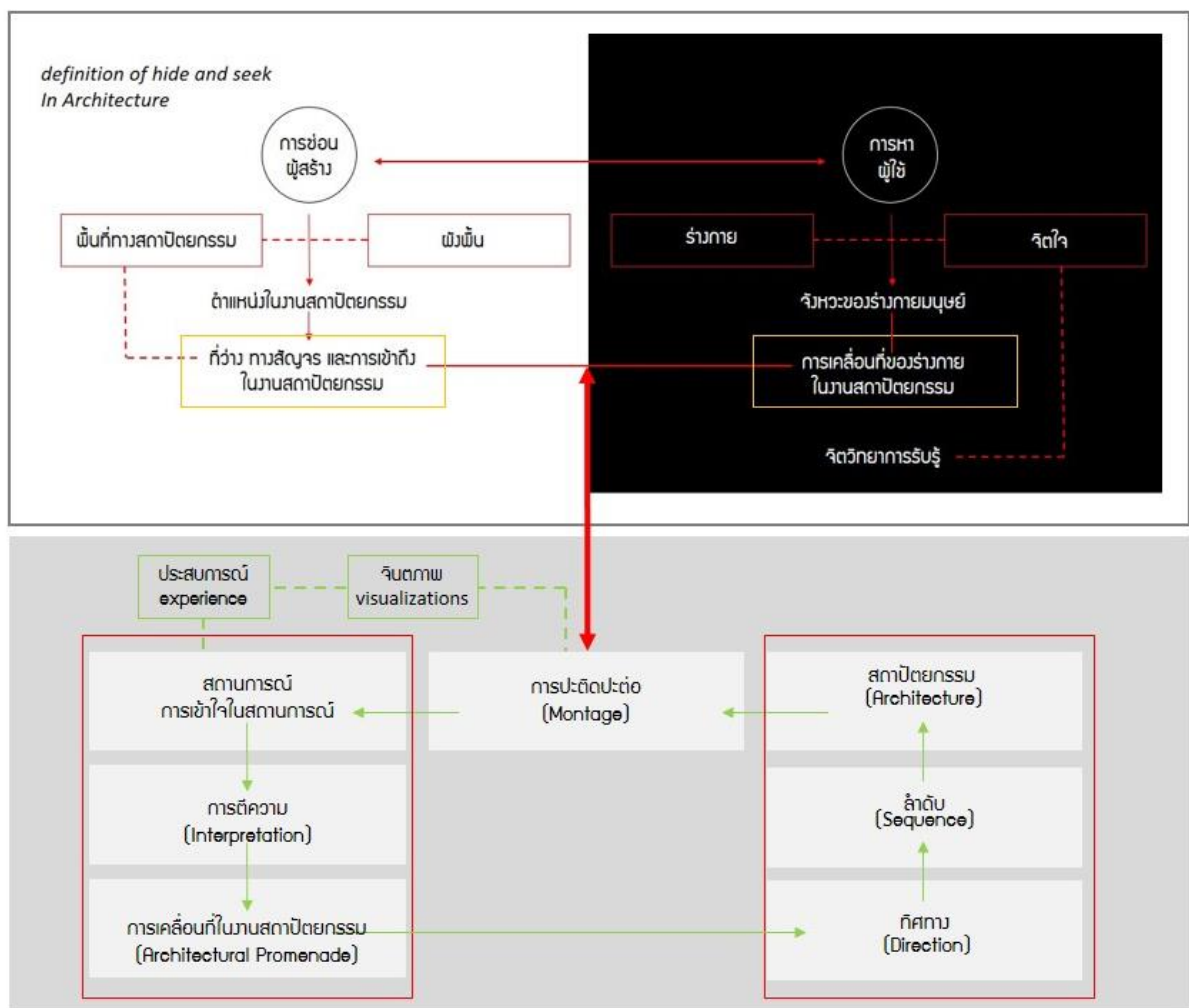 definition of hide and seek
In Architecture
การซ่อน
ผู้สร้าง
การหา
ผู้ใช้
พื้นที่ทางสถาปัตยกรรม
ผังพื้น
ร่างกาย
จิตใจ
ตำแหน่งในงานสถาปัตยกรรม
จังหวะของร่างกายมนุษย์
ที่ว่าง ทางสัญจร และการเข้าถึง
ในงานสถาปัตยกรรม
การเคลื่อนที่ของร่างกาย
ในงานสถาปัตยกรรม
จิตวิทยาการรับรู้
ประสบการณ์
experience
จินตภาพ
visualizations
สถานการณ์
การเข้าใจในสถานการณ์
การปะติดปะต่อ
(Montage)
สถาปัตยกรรม
(Architecture)
การตีความ
(Interpretation)
ลำดับ
(Sequence)
การเคลื่อนที่ในงานสถาปัตยกรรม
(Architectural Promenade)
ทิศทาง
(Direction)